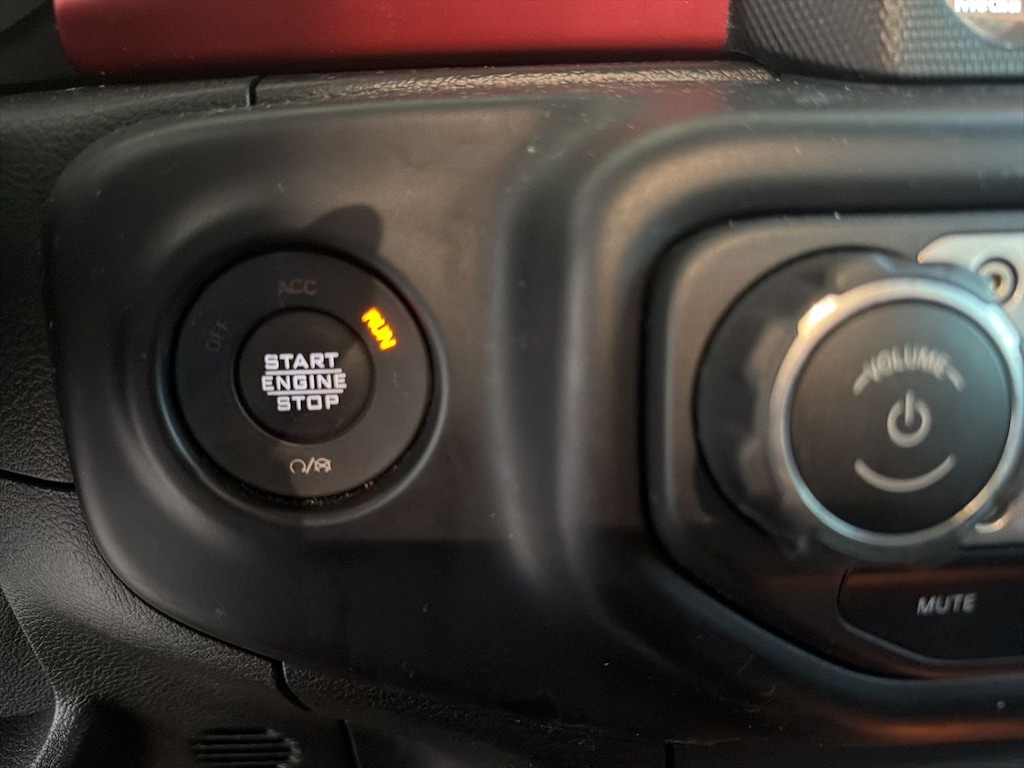 ACC
OFF
RUN
START
ENGINE
STOP
VOLUME
MUTE